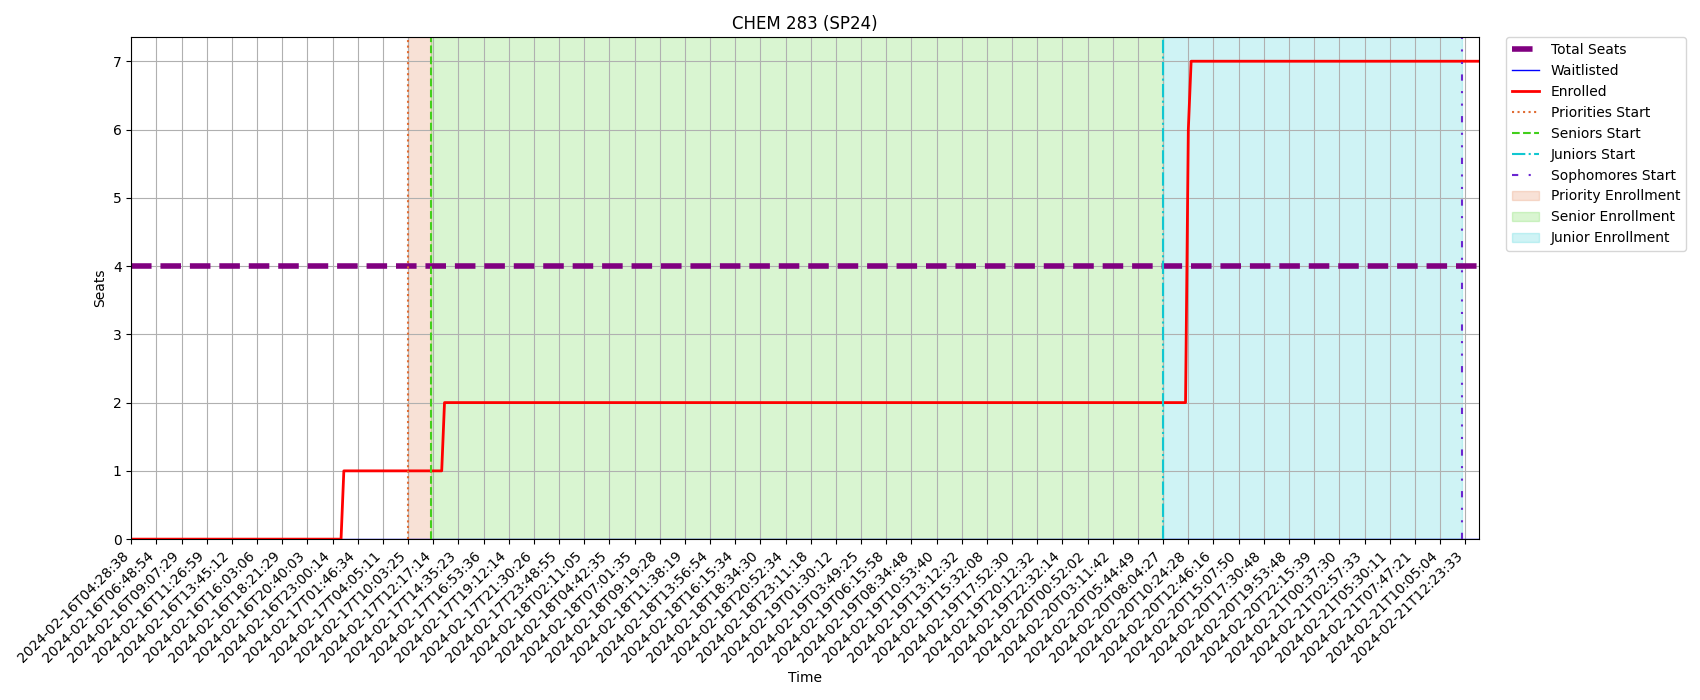 CHEM 283 (SP24)
Total Seats
Waitlisted
Enrolled
Priorities Start
Seniors Start
Juniors Start
Sophomores Start
Priority Enrollment
Senior Enrollment
Junior Enrollment
Seats
7
6
5
4
3
2
1
0
2024-02-16T04:28:38
2024-02-16T06:48:54
2024-02-16T09:07:29
2024-02-16T11:26:59
2024-02-16T13:45:12
2024-02-16T16:03:06
2024-02-16T18:21:29
2024-02-16T20:40:03
2024-02-16T23:00:14
2024-02-17T01:46:34
2024-02-17T04:05:11
2024-02-17T10:03:25
2024-02-17T12:17:14
2024-02-17T14:35:23
2024-02-17T16:53:36
2024-02-17T19:12:14
2024-02-17T21:30:26
2024-02-17T23:48:55
2024-02-18T02:11:05
2024-02-18T04:42:35
2024-02-18T07:01:35
2024-02-18T09:19:28
2024-02-18T11:38:19
2024-02-18T13:56:54
2024-02-18T16:15:34
2024-02-18T18:34:30
2024-02-18T20:52:34
2024-02-18T23:11:18
2024-02-19T01:30:12
2024-02-19T03:49:25
2024-02-19T06:15:58
2024-02-19T08:34:48
2024-02-19T10:53:40
2024-02-19T13:12:32
2024-02-19T15:32:08
2024-02-19T17:52:30
2024-02-19T20:12:32
2024-02-19T22:32:14
2024-02-20T00:52:02
2024-02-20T03:11:42
2024-02-20T05:44:49
2024-02-20T08:04:27
2024-02-20T10:24:28
2024-02-20T12:46:16
2024-02-20T15:07:50
2024-02-20T17:30:48
2024-02-20T19:53:48
2024-02-20T22:15:39
2024-02-21T00:37:30
2024-02-21T02:57:33
2024-02-21T05:30:11
2024-02-21T07:47:21
2024-02-21T10:05:04
2024-02-21T12:23:33
Time